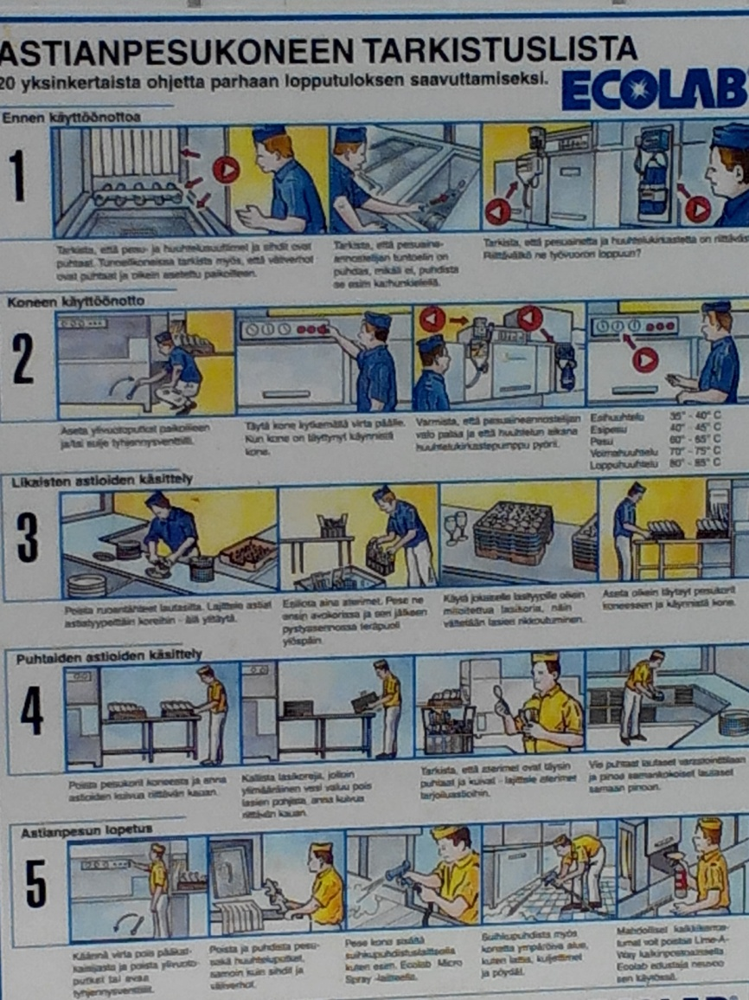 ASTIANPESUKONEEN TARKISTUSLISTA
20 yksinkertaista ohjetta parhaan lopputuloksen saavuttamiseksi.
ECOLAB
Ennen käyttöönottoa
1
Tarkista, että pesu- ja huuhtelusuuttimet ja sihdit ovat
puhtaat. Tunnelikoneissa tarkista myös, että väliverhot
ovat puhtaat ja oikein asetettu paikoilleen.
Tarkista, että pesuaine-
annostelijan tuntoelin on
puhdas, mikäli ei, puhdista
se esim karhunkielellä.
Tarkista, että pesuainetta ja huuhtelukirkastetta on riittävästi
Riittävätkö ne työvuoron loppuun?
Koneen käyttöönotto
2
Aseta ylivuotoputket paikoilleen
ja/tai sulje tyhjennysventtiili.
Täytä kone kytkemällä virta päälle.
Kun kone on täyttynyt käynnistä
kone.
Varmista, että pesuaineannostelijan
valo palaa ja että huuhtelun aikana
huuhtelukirkastepumppu pyörii.
Esihuuhtelu 35° - 40° C
Esipesu 40° - 45° C
Pesu 60° - 65° C
Voimahuuhtelu 70° - 75° C
Loppuhuuhtelu 80° - 85° C
Likaisten astioiden käsittely
3
Poista ruoantähteet lautasilta. Lajittele astiat
astiatyypeittäin koreihin - älä ylitäytä.
Esiliota aina aterimet. Pese ne
ensin avokorissa ja sen jälkeen
pystyasennossa teräpuoli
ylöspäin.
Käytä jokaiselle lasityypille oikein
mitoitettua lasikoria, näin
vältetään lasien rikkoutuminen.
Aseta oikein täytetyt pesukorit
koneeseen ja käynnistä kone.
Puhtaiden astioiden käsittely
4
Poista pesukorit koneesta ja anna
astioiden kuivua riittävän kauan.
Kallista lasikoreja, jolloin
ylimääräinen vesi valuu pois
lasien pohjista, anna kuivua
riittävän kauan.
Tarkista, että aterimet ovat täysin
puhtaat ja kuivat - lajittele aterimet
tarjoiluastioihin.
Vie puhtaat lautaset varastointitilaan
ja pinoa samankokoiset lautaset
samaan pinoon.
Astianpesun lopetus
5
Käännä virta pois pääkat-
kaisijasta ja poista ylivuoto-
putket tai avaa
tyhjennysventtiilit.
Poista ja puhdista pesu-
sekä huuhteluputket,
samoin kuin sihdit ja
väliverhot.
Pese kone sisältä
suihkupuhdistuslaitteella
kuten esim. Ecolab Micro
Spray -laitteella.
Suihkupuhdista myös
konetta ympäröivä alue,
kuten lattia, kuljettimet
ja pöydät.
Mahdolliset kalkkikerros-
tumat voit poistaa Lime-A-
Way kalkinpoistoaineella
Ecolab edustaja neuvoo
sen käytössä.